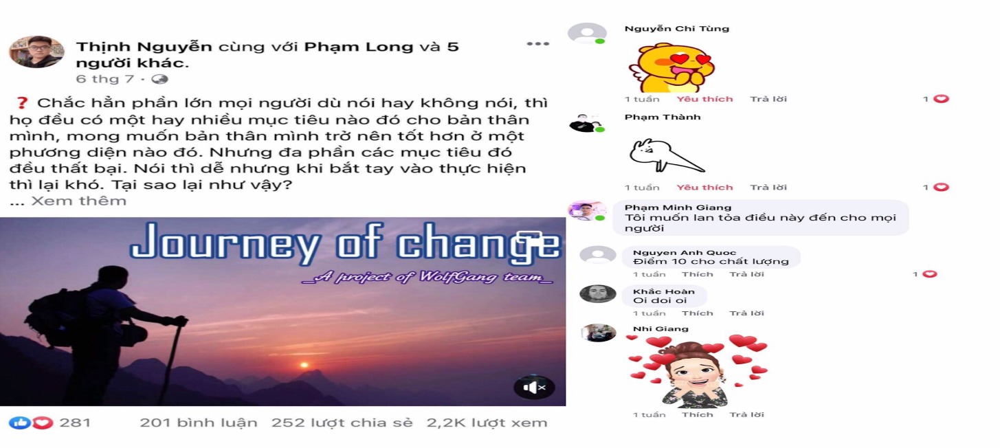 Thịnh Nguyễn cùng với Phạm Long và 5
người khác.
6 thg 7 ·
❓ Chắc hẳn phần lớn mọi người dù nói hay không nói, thì
họ đều có một hay nhiều mục tiêu nào đó cho bản thân
mình, mong muốn bản thân mình trở nên tốt hơn ở một
phương diện nào đó. Nhưng đa phần các mục tiêu đó
đều thất bại. Nói thì dễ nhưng khi bắt tay vào thực hiện
thì lại khó. Tại sao lại như vậy?
... Xem thêm
Journey of change
_A project of WolfGang team_
281 201 bình luận 252 lượt chia sẻ 2,2K lượt xem
Nguyễn Chi Tùng
1 tuần Yêu thích Trả lời 1
Phạm Thành
1 tuần Yêu thích Trả lời 1
Phạm Minh Giang
Tôi muốn lan tỏa điều này đến cho mọi
người
Nguyen Anh Quoc
Điểm 10 cho chất lượng
1 tuần Thích Trả lời 1
Khắc Hoàn
Oi doi oi
1 tuần Thích Trả lời
Nhi Giang
1 tuần Thích Trả lời